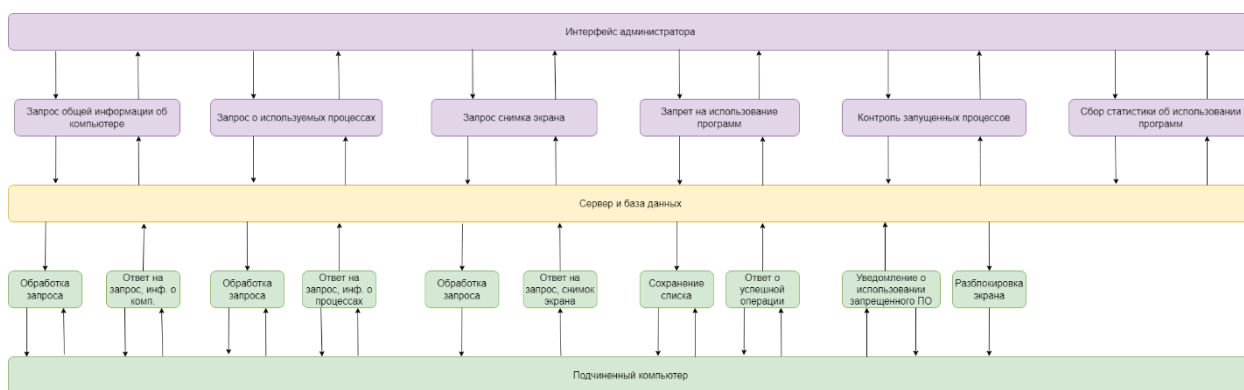 Интерфейс администратора
Запрос общей информации об
компьютере
Запрос о используемых процессах
Запрос снимка экрана
Запрет на использование
программ
Контроль запущенных процессов
Сбор статистики об использовании
программ
Сервер и база данных
Обработка
запроса
Ответ на
запрос, инф. о
комп.
Обработка
запроса
Ответ на
запрос, инф. о
процессах
Обработка
запроса
Ответ на
запрос, снимок
экрана
Сохранение
списка
Ответ о
успешной
операции
Уведомление о
использовании
запрещенного ПО
Разблокировка
экрана
Подчиненный компьютер